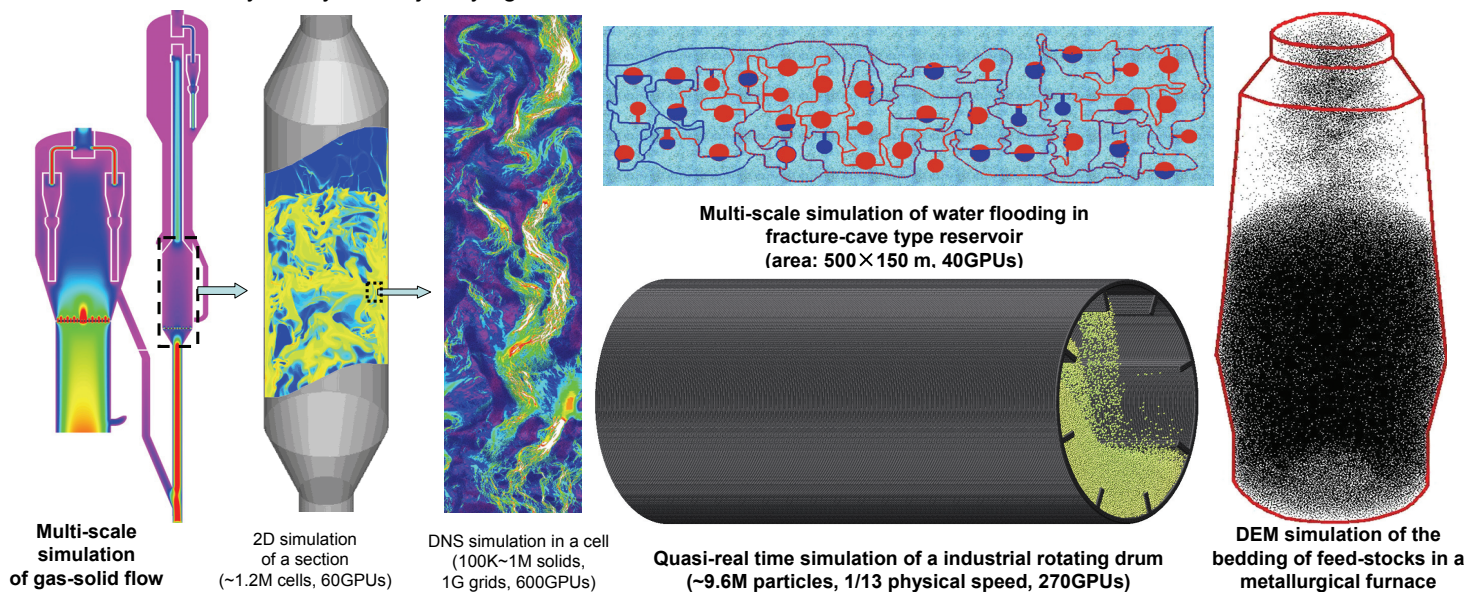 Multi-scale simulation of water flooding in
fracture-cave type reservoir
(area: 500×150 m, 40GPUs)
Multi-scale
simulation
of gas-solid flow
2D simulation
of a section
(~1.2M cells, 60GPUs)
DNS simulation in a cell
(100K~1M solids,
1G grids, 600GPUs)
Quasi-real time simulation of a industrial rotating drum
(~9.6M particles, 1/13 physical speed, 270GPUs)
DEM simulation of the
bedding of feed-stocks in a
metallurgical furnace